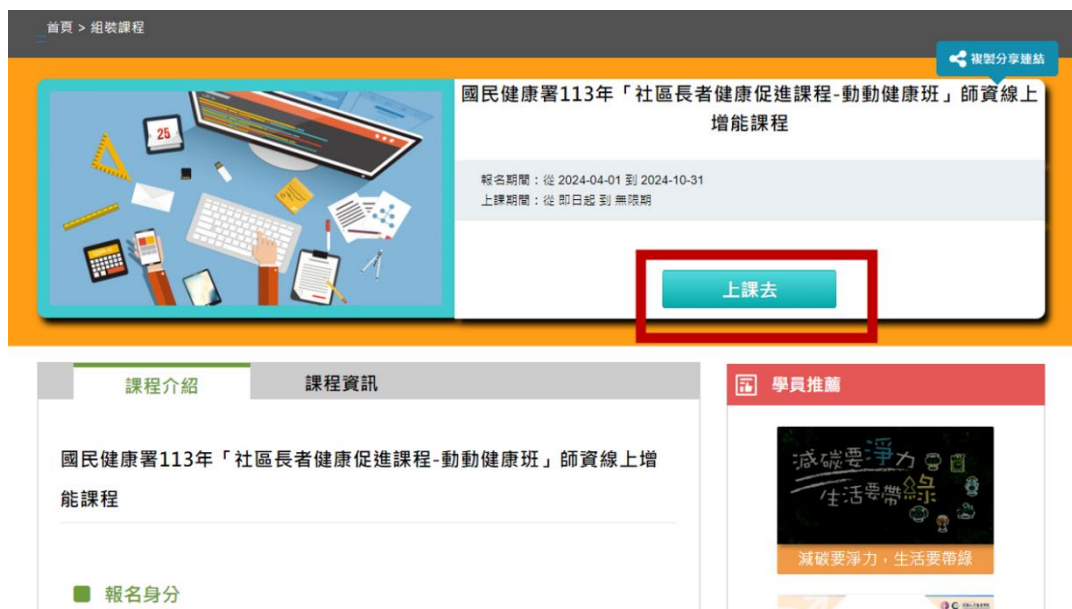 首頁 > 組裝課程
複製分享連結
國民健康署113年「社區長者健康促進課程-動動健康班」師資線上
增能課程
25
報名期間：從 2024-04-01 到 2024-10-31
上課期間：從 即日起 到 無限期
上課去
課程介紹
課程資訊
學員推薦
國民健康署113年「社區長者健康促進課程-動動健康班」師資線上增
能課程
減碳要淨力
生活要帶綠
減碳要淨力，生活要帶綠
報名身分